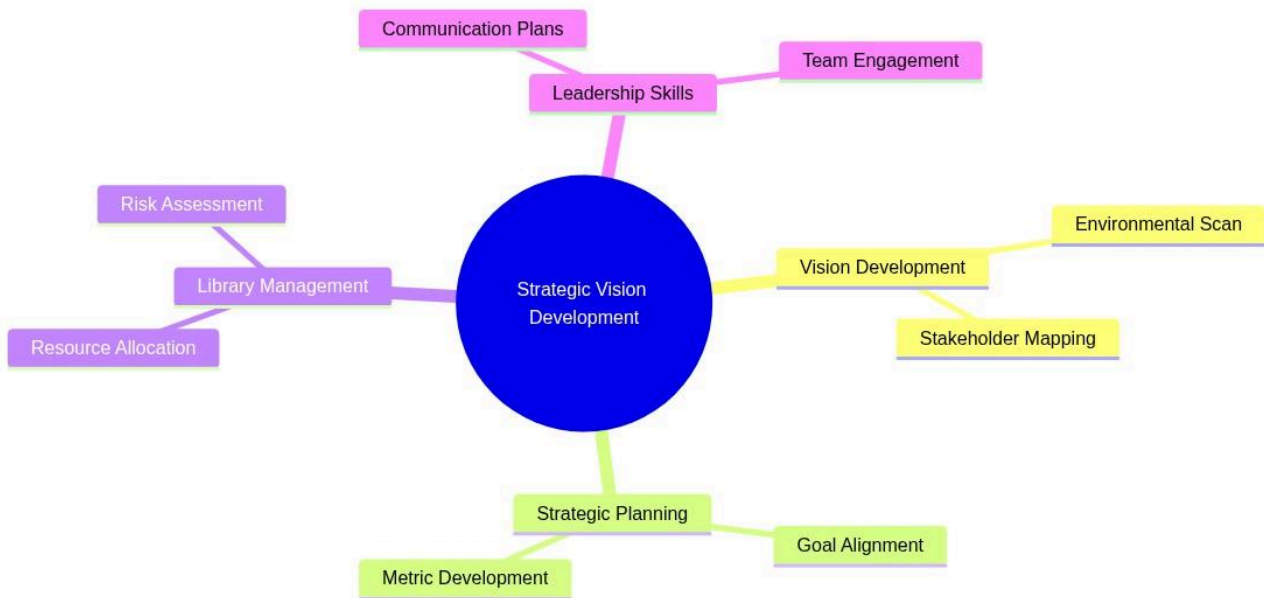 Communication Plans
Team Engagement
Leadership Skills
Risk Assessment
Environmental Scan
Vision Development
Library Management
Strategic Vision
Development
Stakeholder Mapping
Resource Allocation
Strategic Planning
Goal Alignment
Metric Development